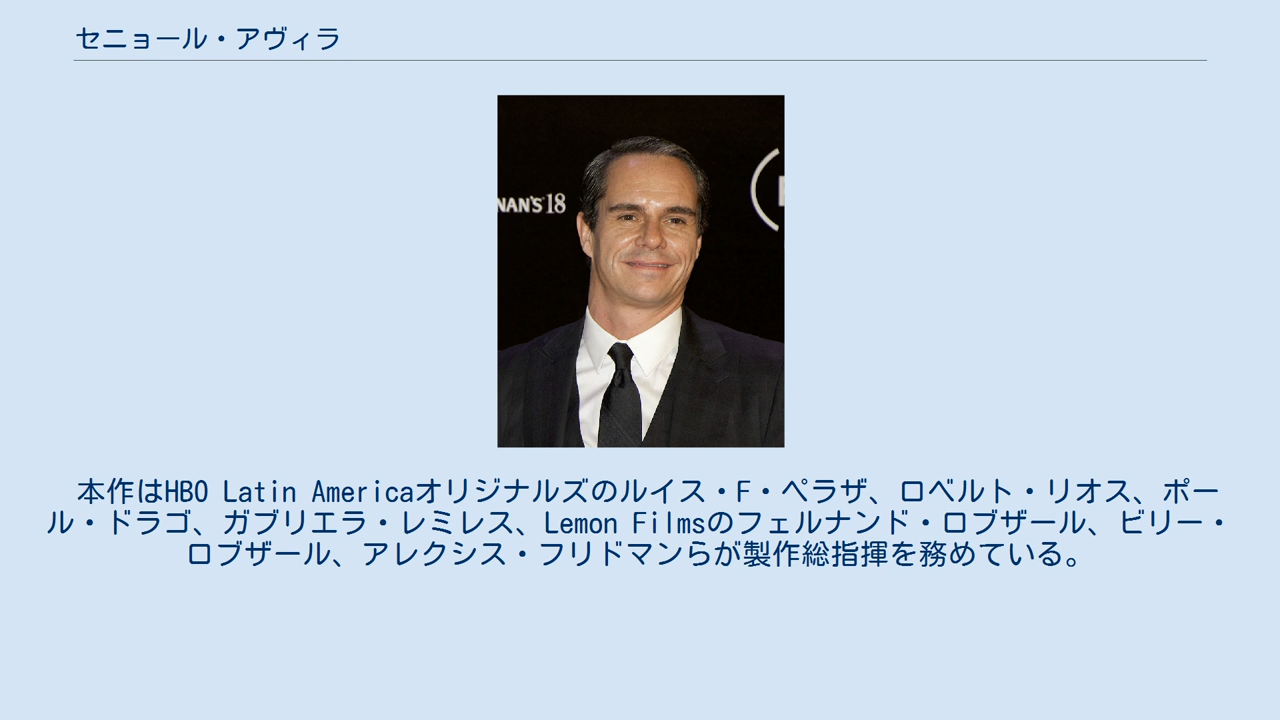 セニョール・アヴィラ
NAN'S 18
本作はHBO Latin Americaオリジナルズのルイス・F・ペラザ、ロベルト・リオス、ポー
ル・ドラゴ、ガブリエラ・レミレス、Lemon Filmsのフェルナンド・ロブザール、ビリー・
ロブザール、アレクシス・フリドマンらが製作総指揮を務めている。